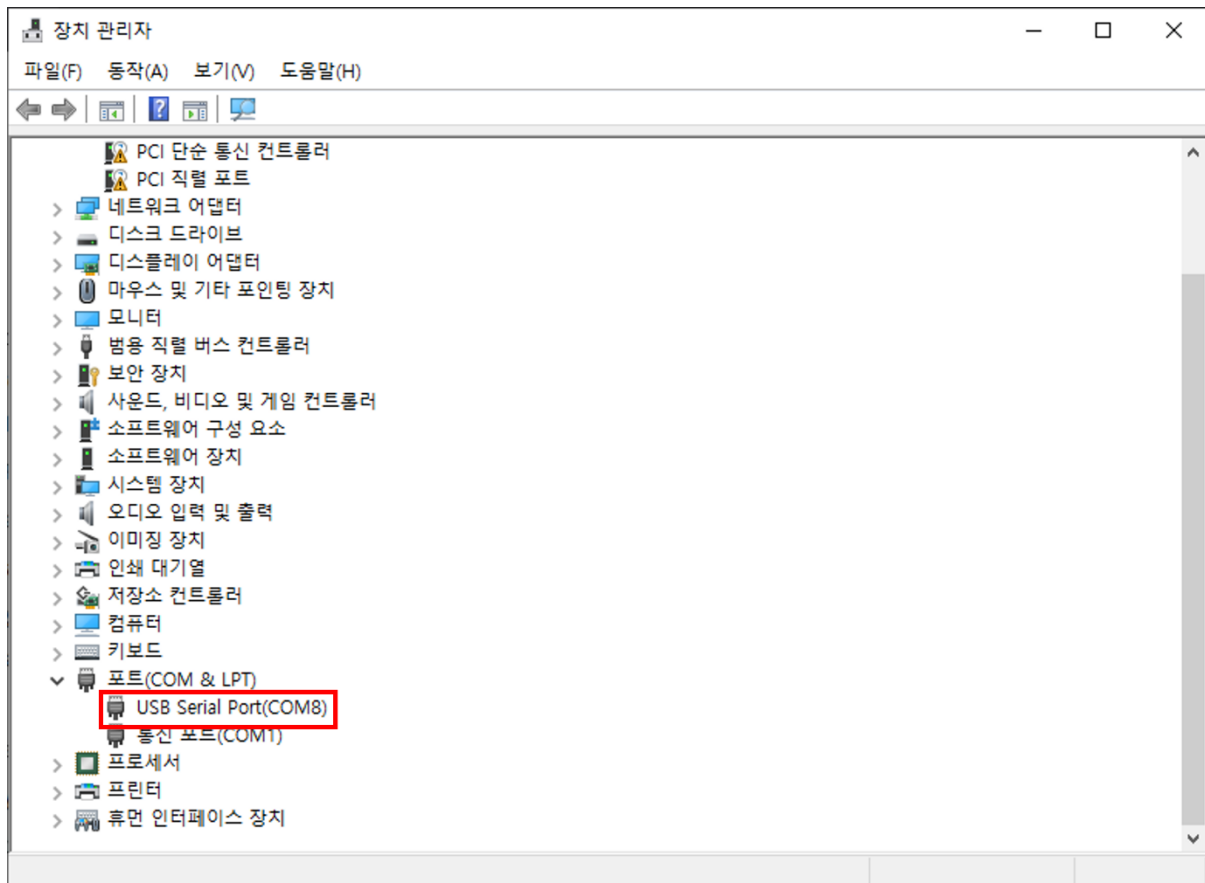 장치 관리자
파일(F) 동작(A) 보기(V) 도움말(H)
PCI 단순 통신 컨트롤러
PCI 직렬 포트
네트워크 어댑터
디스크 드라이브
디스플레이 어댑터
마우스 및 기타 포인팅 장치
모니터
범용 직렬 버스 컨트롤러
보안 장치
사운드, 비디오 및 게임 컨트롤러
소프트웨어 구성 요소
소프트웨어 장치
시스템 장치
오디오 입력 및 출력
이미징 장치
인쇄 대기열
저장소 컨트롤러
컴퓨터
키보드
포트(COM & LPT)
USB Serial Port(COM8)
통신 포트(COM1)
프로세서
프린터
휴먼 인터페이스 장치